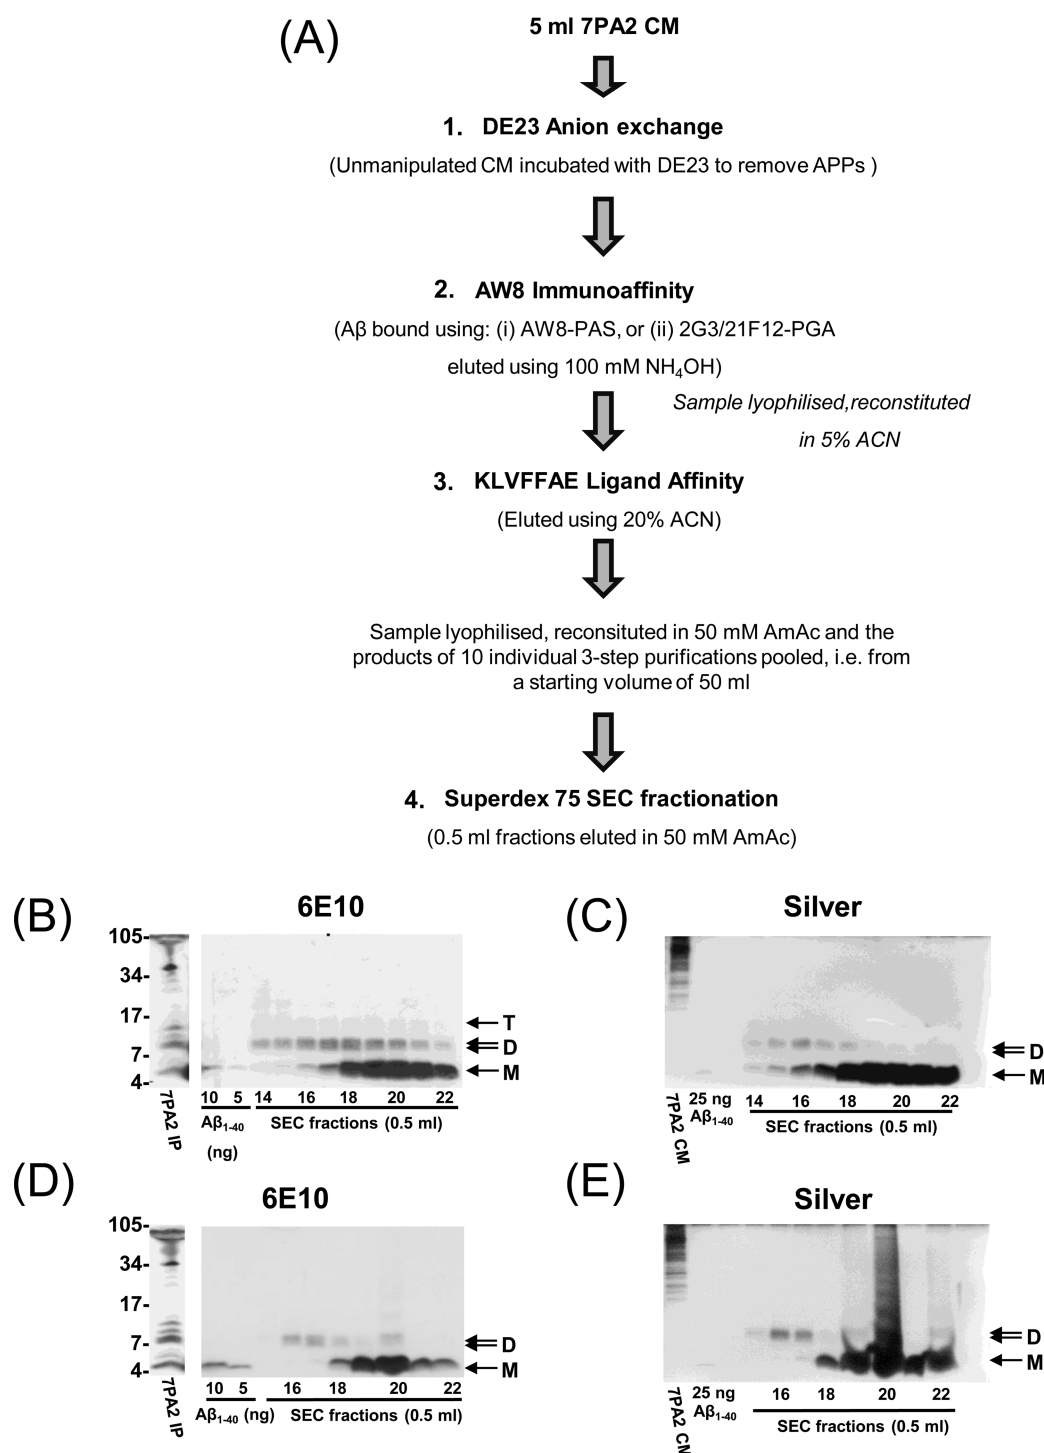 (A)
5 ml 7PA2 CM
1. DE23 Anion exchange
(Unmanipulated CM incubated with DE23 to remove APPs )
2. AW8 Immunoaffinity
(Aβ bound using: (i) AW8-PAS, or (ii) 2G3/21F12-PGA
eluted using 100 mM NH₄OH)
Sample lyophilised,reconstituted
in 5% ACN
3. KLVFFAE Ligand Affinity
(Eluted using 20% ACN)
Sample lyophilised, reconsituted in 50 mM AmAc and the
products of 10 individual 3-step purifications pooled, i.e. from
a starting volume of 50 ml
4. Superdex 75 SEC fractionation
(0.5 ml fractions eluted in 50 mM AmAc)
(B)
6E10
105-
34-
17-
7-
4-
T
D
M
7PA2 IP
10 5 14 16 18 20 22
Aβ₁₋₄₀ SEC fractions (0.5 ml)
(ng)
(C)
Silver
D
M
7PA2 CM
25 ng 14 16 18 20 22
Aβ₁₋₄₀ SEC fractions (0.5 ml)
(D)
6E10
105-
34-
17-
7-
4-
D
M
7PA2 IP
10 5 16 18 20 22
Aβ₁₋₄₀ (ng) SEC fractions (0.5 ml)
(E)
Silver
D
M
7PA2 CM
25 ng 16 18 20 22
Aβ₁₋₄₀
SEC fractions (0.5 ml)